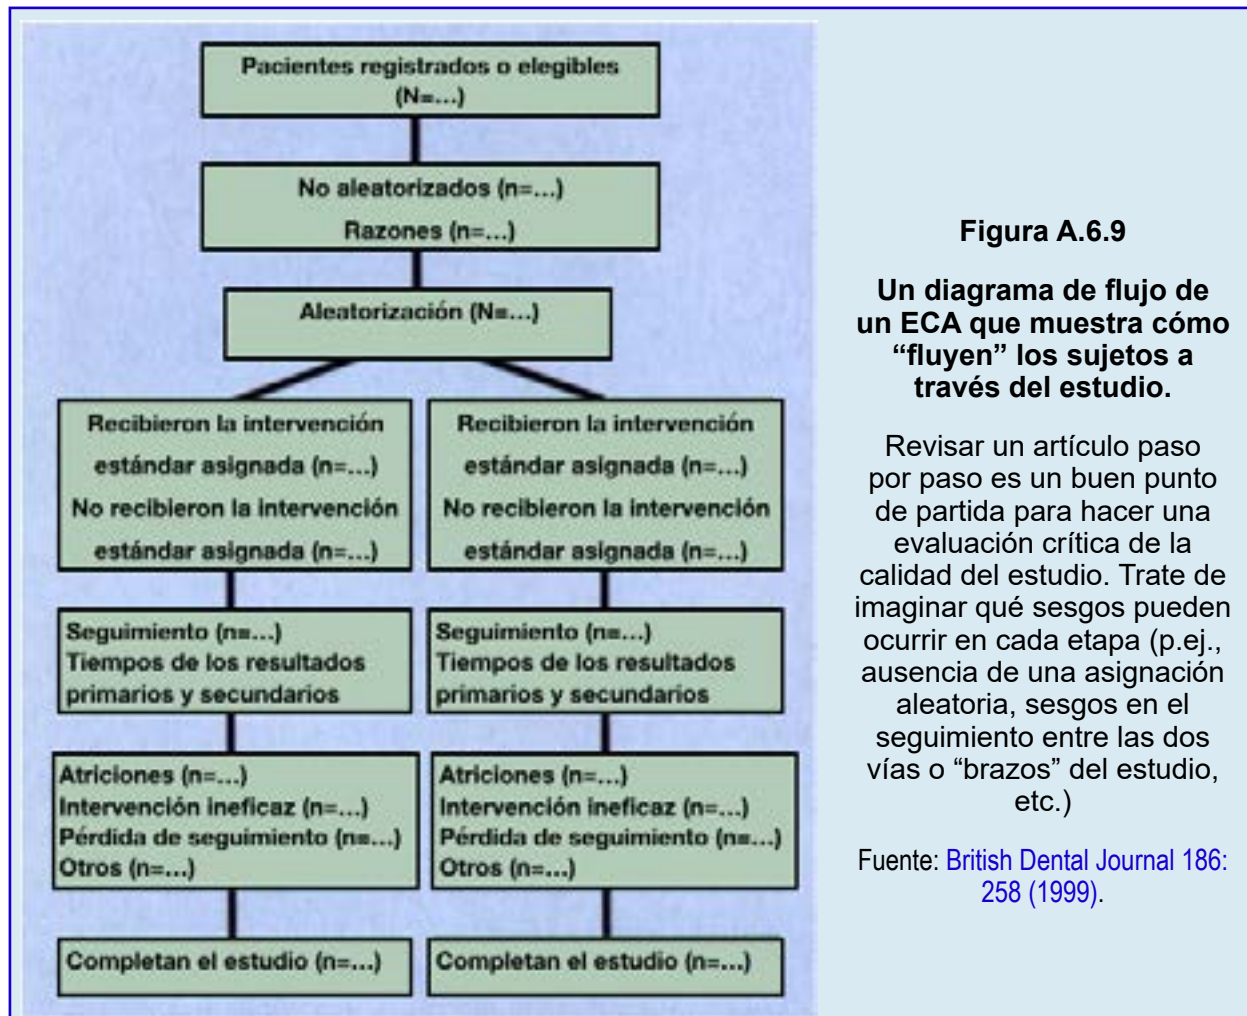 Pacientes registrados o elegibles
(N=...)
No aleatorizados (n=...)
Razones (n=...)
Aleatorización (N=...)
Recibieron la intervención
estándar asignada (n=...)
No recibieron la intervención
estándar asignada (n=...)
Recibieron la intervención
estándar asignada (n=...)
No recibieron la intervención
estándar asignada (n=...)
Seguimiento (n=...)
Tiempos de los resultados
primarios y secundarios
Seguimiento (n=...)
Tiempos de los resultados
primarios y secundarios
Atriciones (n=...)
Intervención ineficaz (n=...)
Pérdida de seguimiento (n=...)
Otros (n=...)
Atriciones (n=...)
Intervención ineficaz (n=...)
Pérdida de seguimiento (n=...)
Otros (n=...)
Completan el estudio (n=...)
Completan el estudio (n=...)
Figura A.6.9
Un diagrama de flujo de
un ECA que muestra cómo
“fluyen” los sujetos a
través del estudio.
Revisar un artículo paso
por paso es un buen punto
de partida para hacer una
evaluación crítica de la
calidad del estudio. Trate de
imaginar qué sesgos pueden
ocurrir en cada etapa (p.ej.,
ausencia de una asignación
aleatoria, sesgos en el
seguimiento entre las dos
vías o “brazos” del estudio,
etc.)
Fuente: British Dental Journal 186:
258 (1999).